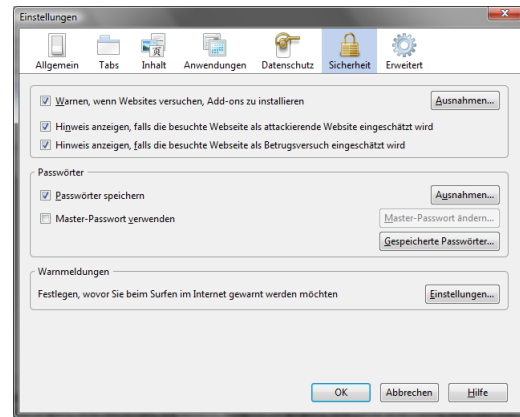 Einstellungen
Allgemein Tabs Inhalt Anwendungen Datenschutz Sicherheit Erweitert
Warnen, wenn Websites versuchen, Add-ons zu installieren Ausnahmen...
Hinweis anzeigen, falls die besuchte Webseite als attackierende Website eingeschätzt wird
Hinweis anzeigen, falls die besuchte Webseite als Betrugsversuch eingeschätzt wird
Passwörter
Passwörter speichern Ausnahmen...
Master-Passwort verwenden Master-Passwort ändern...
Gespeicherte Passwörter...
Warnmeldungen
Festlegen, wovor Sie beim Surfen im Internet gewarnt werden möchten Einstellungen...
OK Abbrechen Hilfe